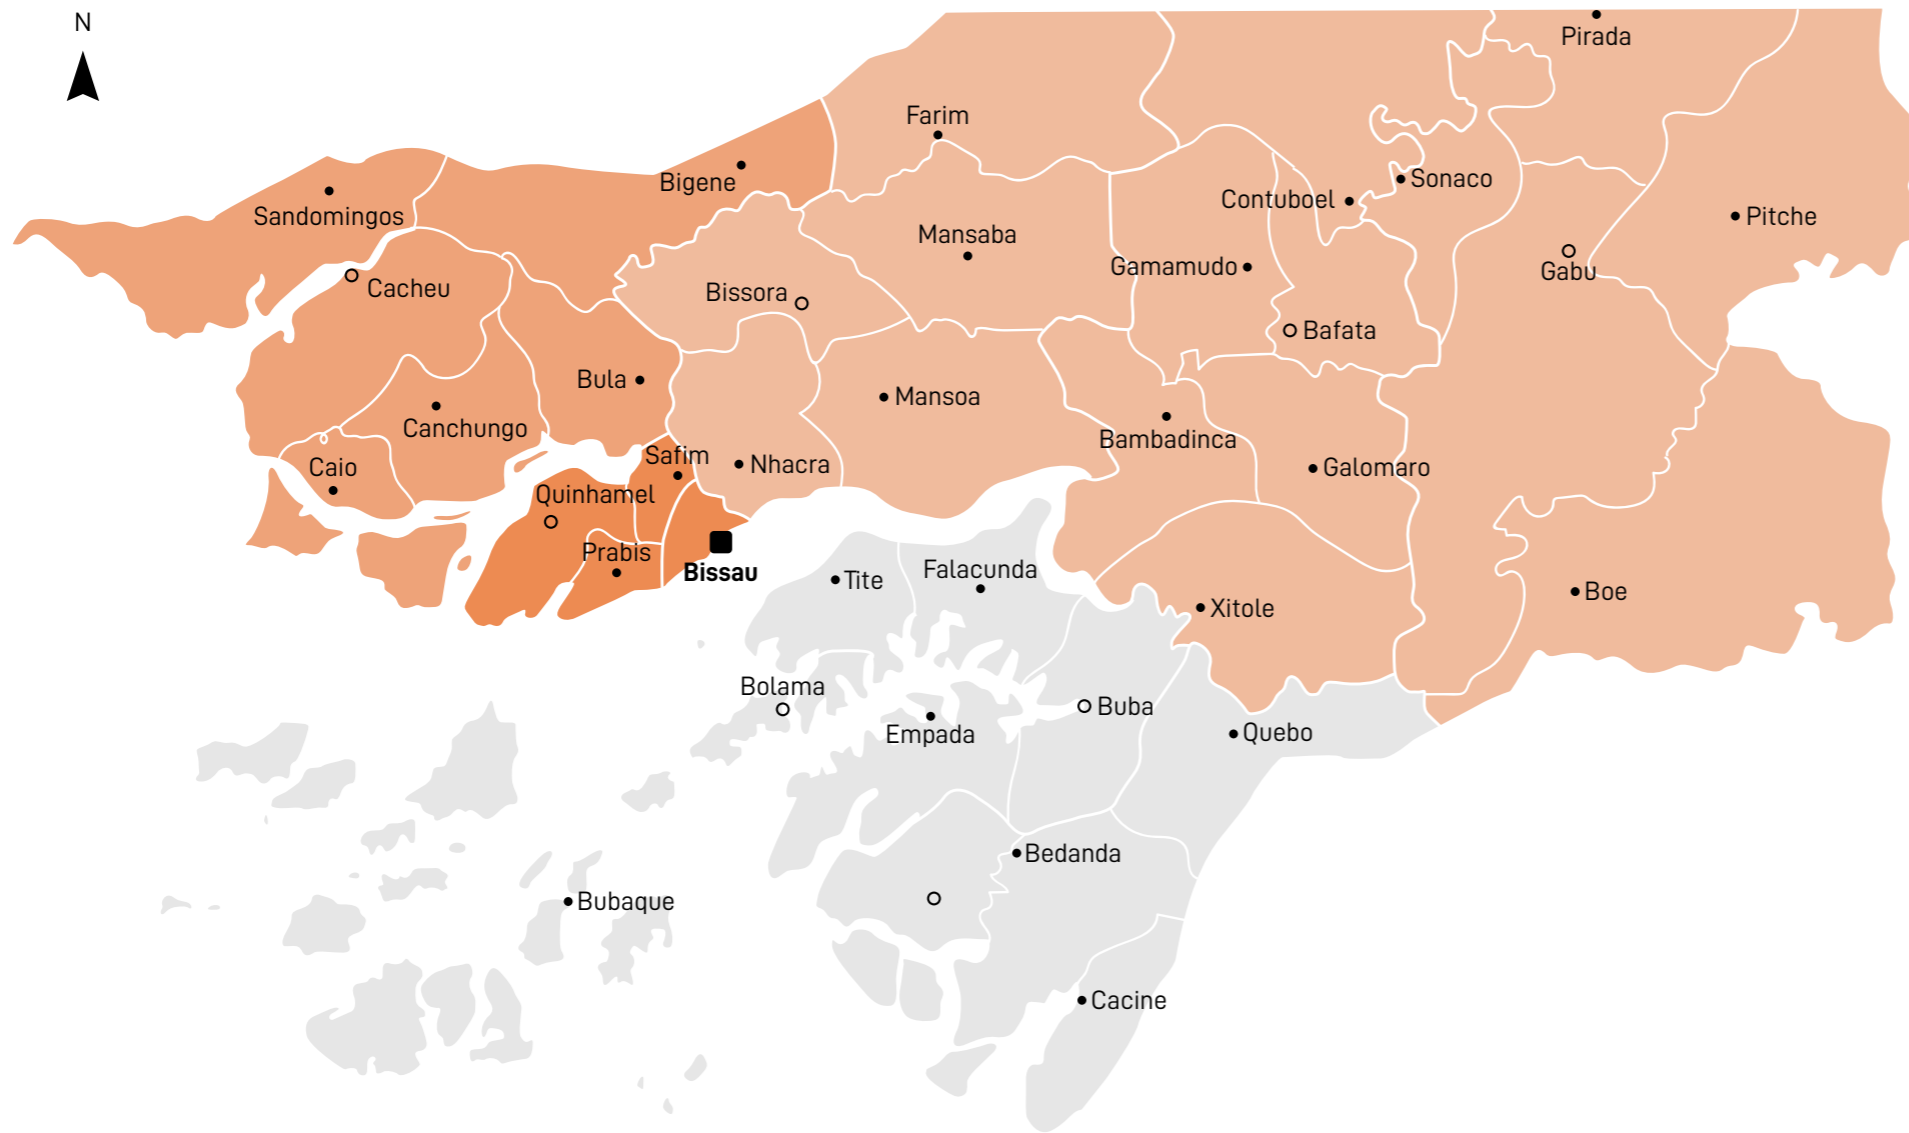 N
Pirada
Farim
Bigene
Sonaco
Contuboel
Sandomingos
Pitche
Mansaba
Gamamudo
Gabu
Cacheu
Bissora
Bafata
Bula
Mansoa
Canchungo
Bambadinca
Safim
Nhacra
Caio
Galomaro
Quinhamel
Prabis
Bissau
Tite
Falacunda
Boe
Xitole
Bolama
Buba
Empada
Quebo
Bedanda
Bubaque
Cacine